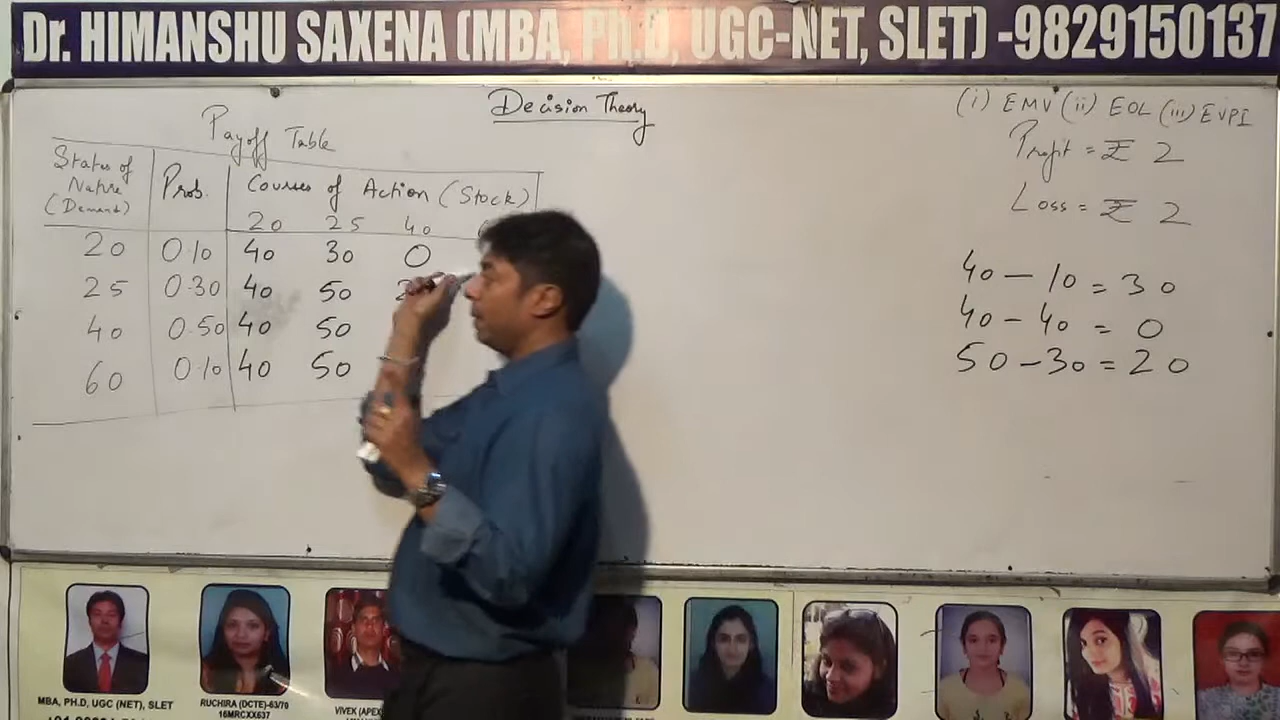 Dr. HIMANSHU SAXENA (MBA, Ph.D, UGC-NET, SLET) -9829150137
Decision Theory
(i) EMV (ii) EOL (iii) EVPI
Profit = ₹ 2
Loss = ₹ 2
40 - 10 = 30
40 - 40 = 0
50 - 30 = 20
Payoff Table
States of Nature (Demand) Prob. Courses of Action (Stock)
20 25 40
20 0.10 40 30 0
25 0.30 40 50
40 0.50 40 50
60 0.10 40 50
MBA, PH.D, UGC (NET), SLET
RUCHIRA (DCTE)-63/70
16MRCXX637
VIVEK (APEX